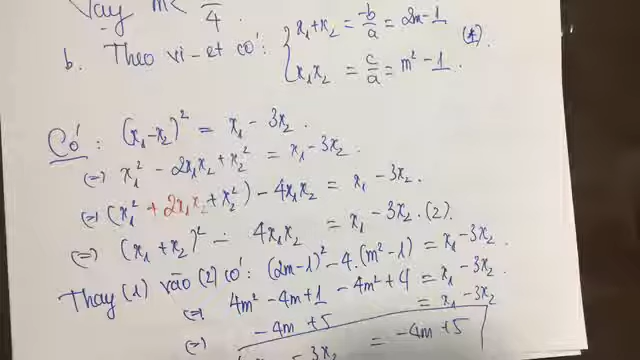 Vậy m<  /4
b. Theo vi-et có: { x₁+x₂ = -b/a = 2m-1
x₁x₂ = c/a = m² - 1. (1).
Có: (x₁-x₂)² = x₁ - 3x₂.
(=) x₁² - 2x₁x₂ + x₂² = x₁ - 3x₂.
(=) (x₁² + 2x₁x₂ + x₂²) - 4x₁x₂ = x₁ - 3x₂.
(=) (x₁ + x₂)² - 4x₁x₂ = x₁ - 3x₂. (2).
Thay (1) vào (2) có: (2m-1)² - 4.(m²-1) = x₁ - 3x₂.
(=) 4m² - 4m + 1 - 4m² + 4 = x₁ - 3x₂.
(=) - 4m + 5 = x₁ - 3x₂
- 3x₂ = -4m + 5